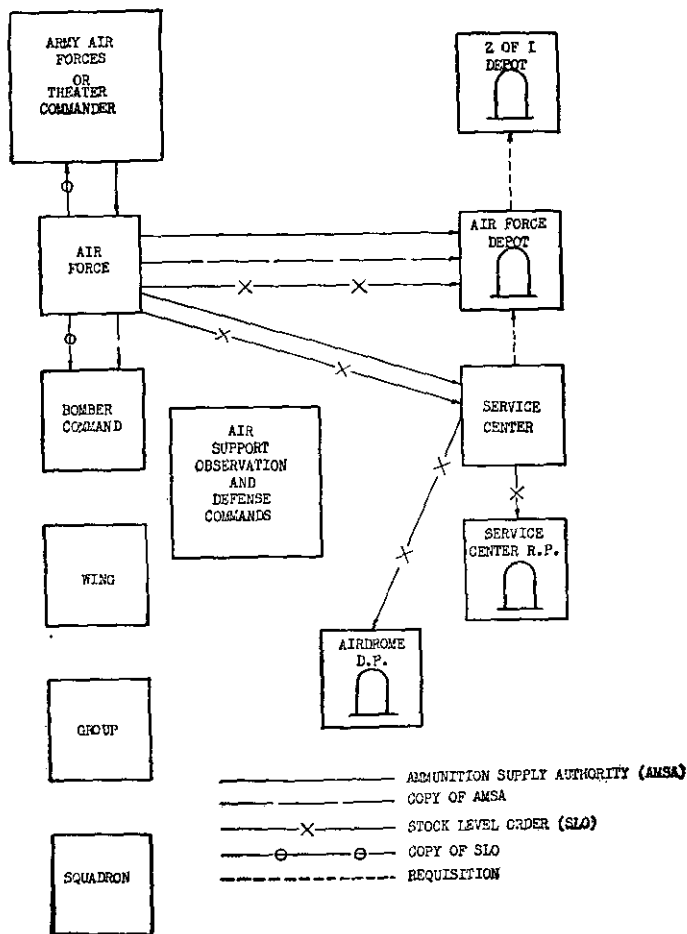 ARMY AIR
FORCES
OR
THEATER
COMMANDER
Z OF I
DEPOT
AIR
FORCE
AIR FORCE
DEPOT
BOMBER
COMMAND
AIR
SUPPORT
OBSERVATION
AND
DEFENSE
COMMANDS
SERVICE
CENTER
WING
SERVICE
CENTER R.P.
AIRDROME
D.P.
GROUP
SQUADRON
AMMUNITION SUPPLY AUTHORITY (AMSA)
COPY OF AMSA
STOCK LEVEL ORDER (SLO)
COPY OF SLO
REQUISITION